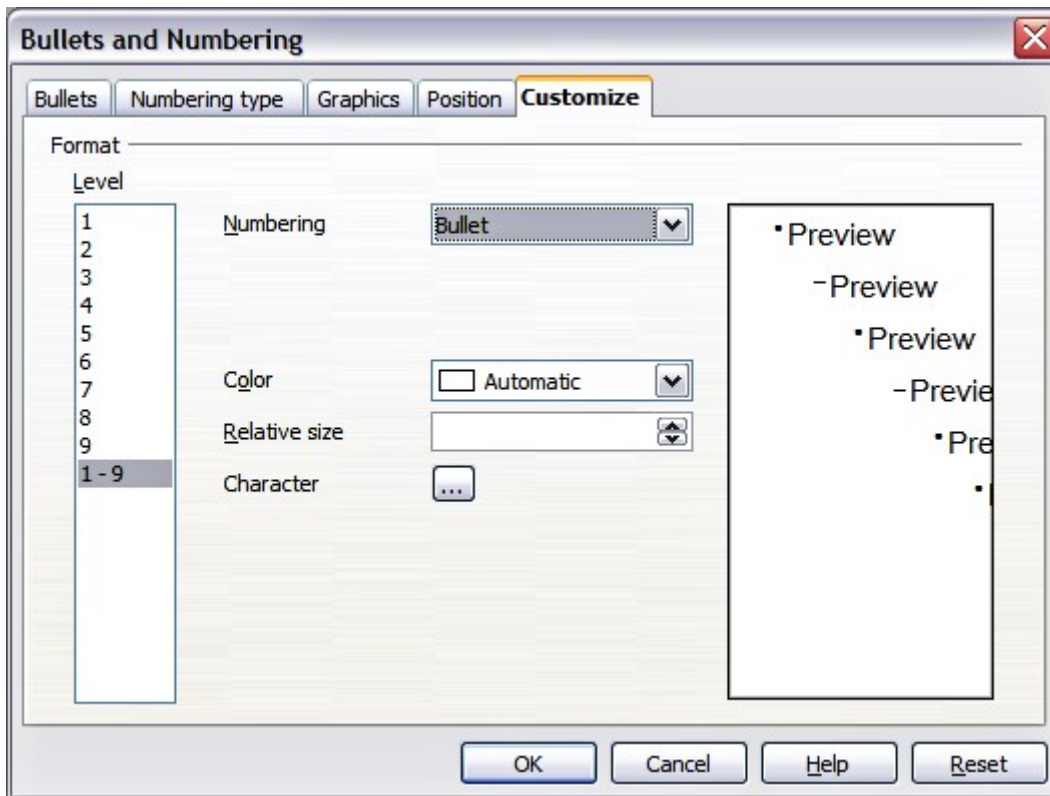 Bullets and Numbering
Bullets Numbering type Graphics Position Customize
Format
Level
1
2
3
4
5
6
7
8
9
1 - 9
Numbering
Bullet
Color
Automatic
Relative size
Character
...
•Preview
–Preview
•Preview
–Previe
•Pre
•
OK Cancel Help Reset